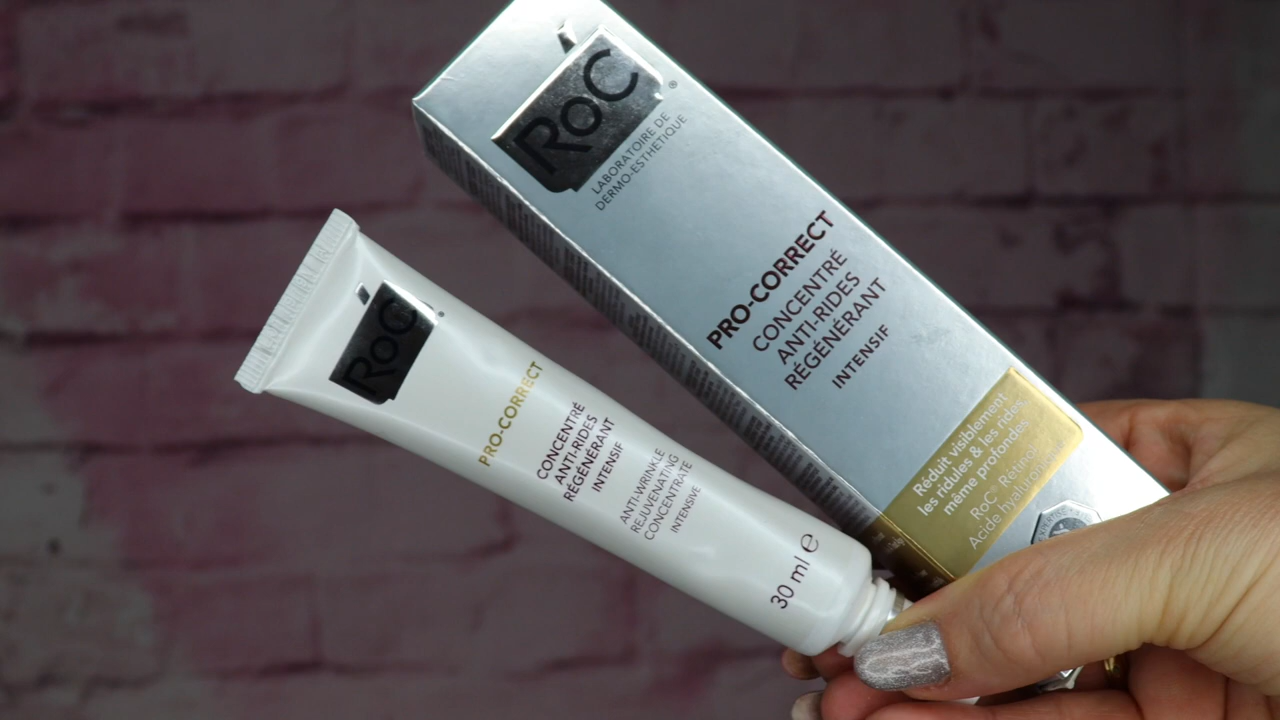 RoC®
LABORATOIRE DE
DERMO-ESTHÉTIQUE
PRO-CORRECT
CONCENTRÉ
ANTI-RIDES
RÉGÉNÉRANT
INTENSIF
Réduit visiblement
les ridules & les rides,
même profondes
RoC™ Rétinol
Acide hyaluronique
RoC®
PRO-CORRECT
CONCENTRÉ
ANTI-RIDES
RÉGÉNÉRANT
INTENSIF
ANTI-WRINKLE
REJUVENATING
CONCENTRATE
INTENSIVE
30 ml ℮